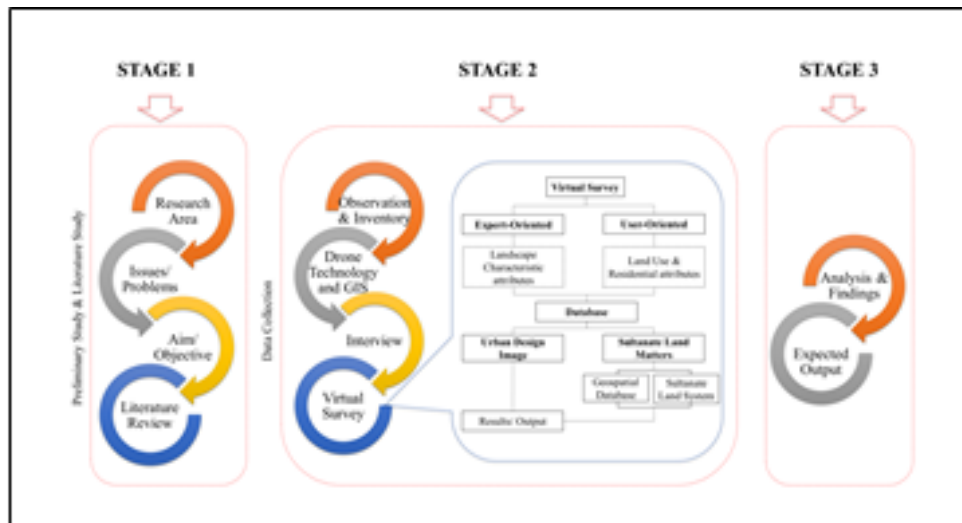 STAGE 1
Preliminary Study & Literature Study
Research
Area
Issues/
Problems
Aim/
Objective
Literature
Review
STAGE 2
Data Collection
Observation
& Inventory
Drone
Technology
and GIS
Interview
Virtual
Survey
Virtual Survey
Expert-Oriented
User-Oriented
Landscape
Characteristic
attributes
Land Use &
Residential attributes
Database
Urban Design
Image
Sultanate Land
Matters
Geospatial
Database
Sultanate
Land System
Results/ Output
STAGE 3
Analysis &
Findings
Expected
Output